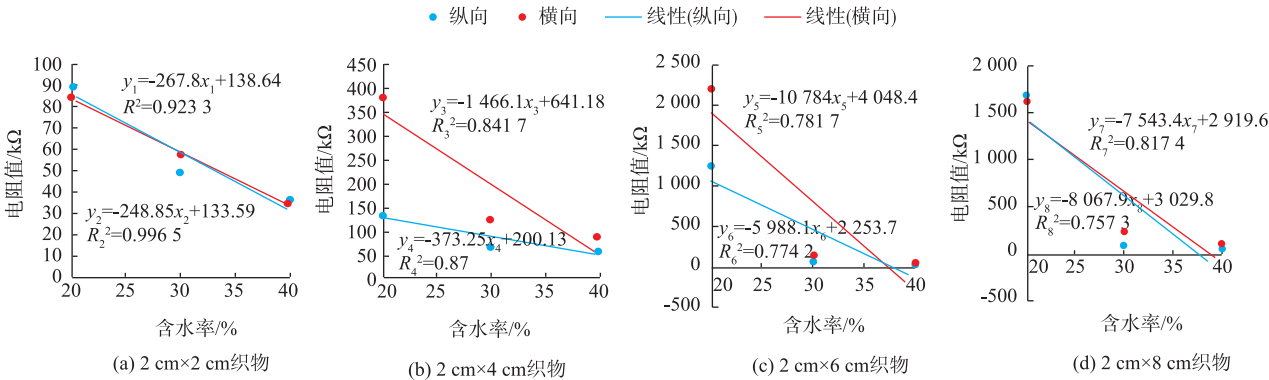 纵向 横向 线性(纵向) 线性(横向)
电阻值/kΩ
100
90
80
70
60
50
40
30
20
10
0
20 30 40
y₁=-267.8x₁+138.64
R²=0.923 3
y₂=-248.85x₂+133.59
R₂²=0.996 5
含水率/%
(a) 2 cm×2 cm织物
电阻值/kΩ
450
400
350
300
250
200
150
100
50
0
20 30 40
y₃=-1 466.1x₃+641.18
R₃²=0.841 7
y₄=-373.25x₄+200.13
R₄²=0.87
含水率/%
(b) 2 cm×4 cm织物
电阻值/kΩ
2 500
2 000
1 500
1 000
500
0
-500
20 30 40
y₅=-10 784x₅+4 048.4
R₅²=0.781 7
y₆=-5 988.1x₆+2 253.7
R₆²=0.774 2
含水率/%
(c) 2 cm×6 cm织物
电阻值/kΩ
2 000
1 500
1 000
500
0
-500
20 30 40
y₇=-7 543.4x₇+2 919.6
R₇²=0.817 4
y₈=-8 067.9x₈+3 029.8
R₈²=0.757 3
含水率/%
(d) 2 cm×8 cm织物